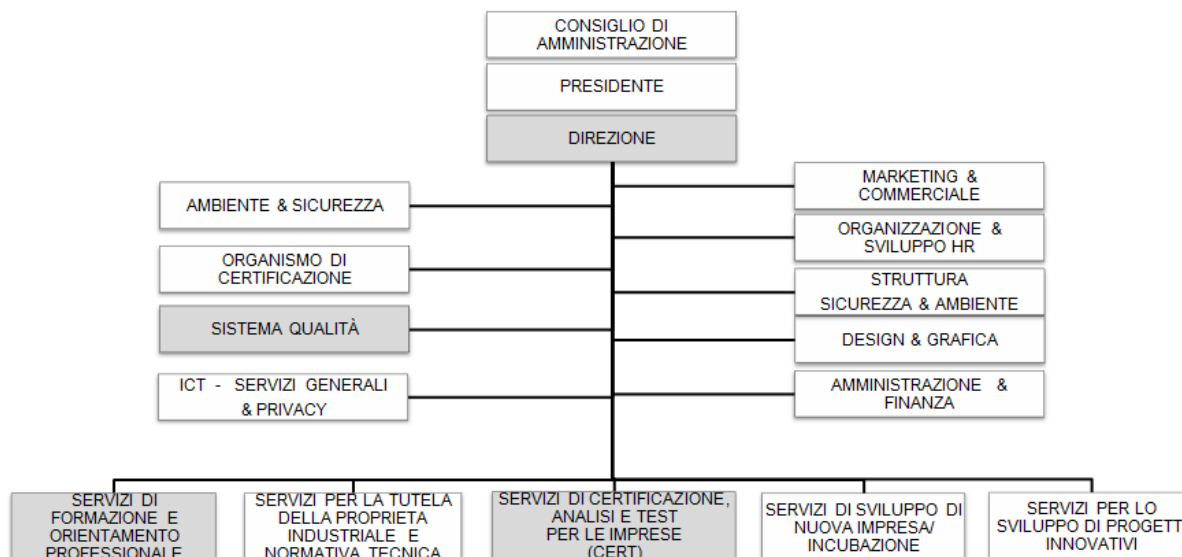 CONSIGLIO DI
AMMINISTRAZIONE
PRESIDENTE
DIREZIONE
AMBIENTE & SICUREZZA
ORGANISMO DI
CERTIFICAZIONE
SISTEMA QUALITÀ
ICT - SERVIZI GENERALI
& PRIVACY
MARKETING &
COMMERCIALE
ORGANIZZAZIONE &
SVILUPPO HR
STRUTTURA
SICUREZZA & AMBIENTE
DESIGN & GRAFICA
AMMINISTRAZIONE &
FINANZA
SERVIZI DI
FORMAZIONE E
ORIENTAMENTO
PROFESSIONALE
SERVIZI PER LA TUTELA
DELLA PROPRIETA
INDUSTRIALE E
NORMATIVA TECNICA
SERVIZI DI CERTIFICAZIONE,
ANALISI E TEST
PER LE IMPRESE
(CERT)
SERVIZI DI SVILUPPO DI
NUOVA IMPRESA/
INCUBAZIONE
SERVIZI PER LO
SVILUPPO DI PROGETT
INNOVATIVI